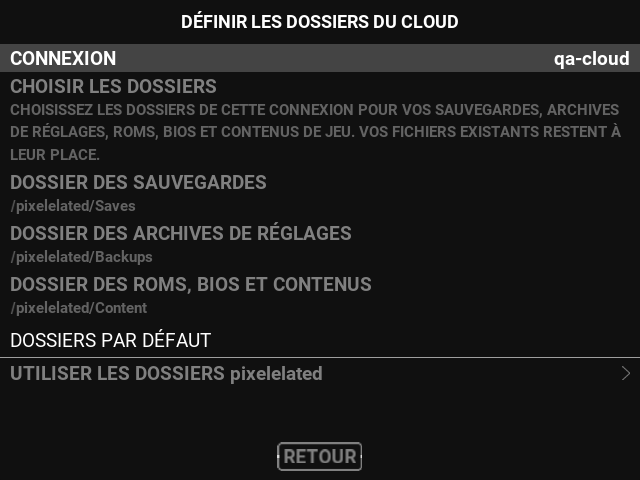 DÉFINIR LES DOSSIERS DU CLOUD
CONNEXION qa-cloud
CHOISIR LES DOSSIERS
CHOISISSEZ LES DOSSIERS DE CETTE CONNEXION POUR VOS SAUVEGARDES, ARCHIVES
DE RÉGLAGES, ROMS, BIOS ET CONTENUS DE JEU. VOS FICHIERS EXISTANTS RESTENT À
LEUR PLACE.
DOSSIER DES SAUVEGARDES
/pixelelated/Saves
DOSSIER DES ARCHIVES DE RÉGLAGES
/pixelelated/Backups
DOSSIER DES ROMS, BIOS ET CONTENUS
/pixelelated/Content
DOSSIERS PAR DÉFAUT
UTILISER LES DOSSIERS pixelelated
RETOUR